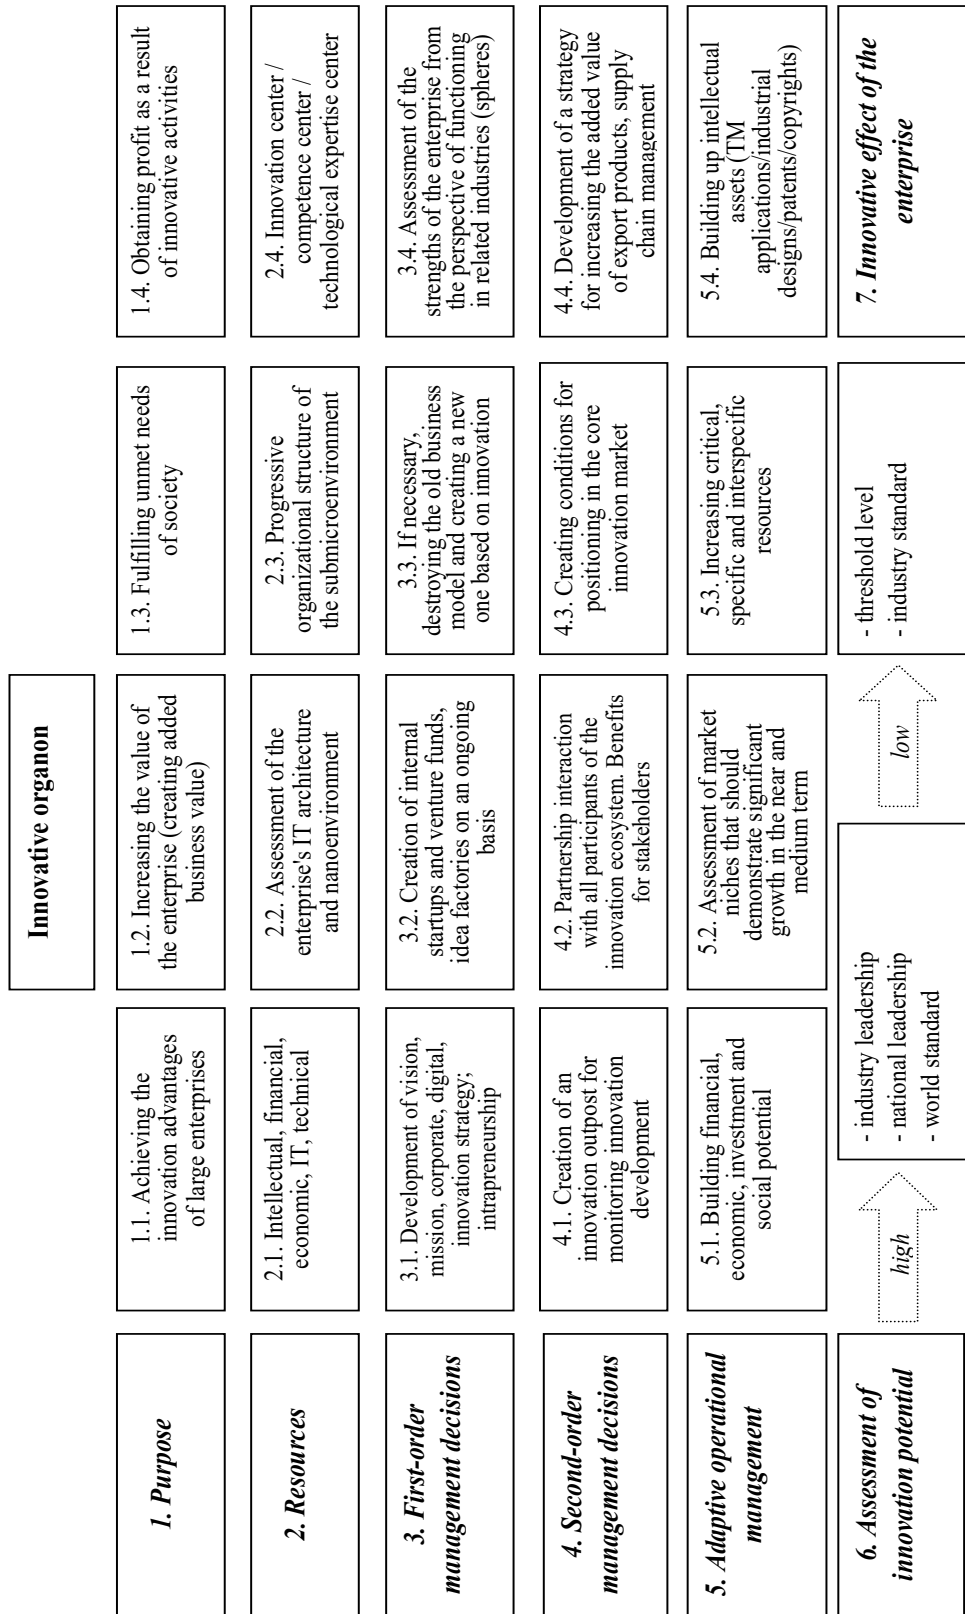 Innovative organon
1. Purpose
1.1. Achieving the
innovation advantages
of large enterprises
1.2. Increasing the value of
the enterprise (creating added
business value)
1.3. Fulfilling unmet needs
of society
1.4. Obtaining profit as a result
of innovative activities
2. Resources
2.1. Intellectual, financial,
economic, IT, technical
2.2. Assessment of the
enterprise's IT architecture
and nanoenvironment
2.3. Progressive
organizational structure of
the submicroenvironment
2.4. Innovation center /
competence center /
technological expertise center
3. First-order
management decisions
3.1. Development of vision,
mission, corporate, digital,
innovation strategy;
intrapreneurship
3.2. Creation of internal
startups and venture funds,
idea factories on an ongoing
basis
3.3. If necessary,
destroying the old business
model and creating a new
one based on innovation
3.4. Assessment of the
strengths of the enterprise from
the perspective of functioning
in related industries (spheres)
4. Second-order
management decisions
4.1. Creation of an
innovation outpost for
monitoring innovation
development
4.2. Partnership interaction
with all participants of the
innovation ecosystem. Benefits
for stakeholders
4.3. Creating conditions for
positioning in the core
innovation market
4.4. Development of a strategy
for increasing the added value
of export products, supply
chain management
5. Adaptive operational
management
5.1. Building financial,
economic, investment and
social potential
5.2. Assessment of market
niches that should
demonstrate significant
growth in the near and
medium term
5.3. Increasing critical,
specific and interspecific
resources
5.4. Building up intellectual
assets (TM
applications/industrial
designs/patents/copyrights)
6. Assessment of
innovation potential
high
- industry leadership
- national leadership
- world standard
low
- threshold level
- industry standard
7. Innovative effect of the
enterprise